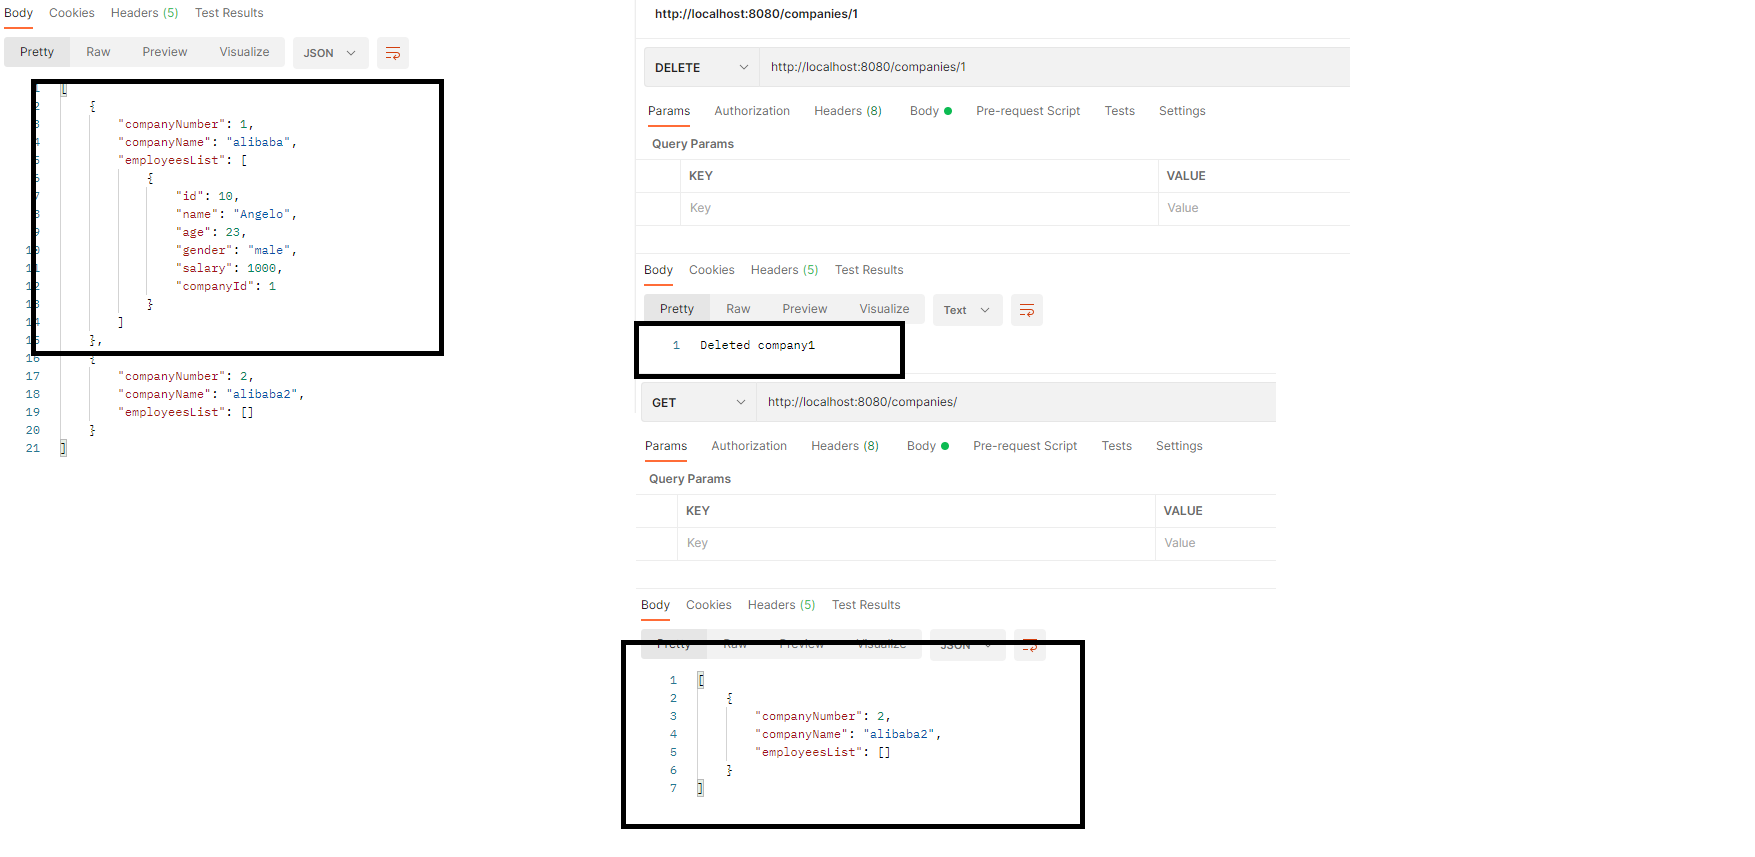 Body Cookies Headers (5) Test Results
Pretty Raw Preview Visualize JSON
1 [
2 {
3 "companyNumber": 1,
4 "companyName": "alibaba",
5 "employeesList": [
6 {
7 "id": 10,
8 "name": "Angelo",
9 "age": 23,
10 "gender": "male",
11 "salary": 1000,
12 "companyId": 1
13 }
14 ]
15 },
16 {
17 "companyNumber": 2,
18 "companyName": "alibaba2",
19 "employeesList": []
20 }
21 ]
http://localhost:8080/companies/1
DELETE http://localhost:8080/companies/1
Params Authorization Headers (8) Body Pre-request Script Tests Settings
Query Params
KEY VALUE
Key Value
Body Cookies Headers (5) Test Results
Pretty Raw Preview Visualize Text
1 Deleted company1
GET http://localhost:8080/companies/
Params Authorization Headers (8) Body Pre-request Script Tests Settings
Query Params
KEY VALUE
Key Value
Body Cookies Headers (5) Test Results
Pretty Raw Preview Visualize JSON
1 [
2 {
3 "companyNumber": 2,
4 "companyName": "alibaba2",
5 "employeesList": []
6 }
7 ]